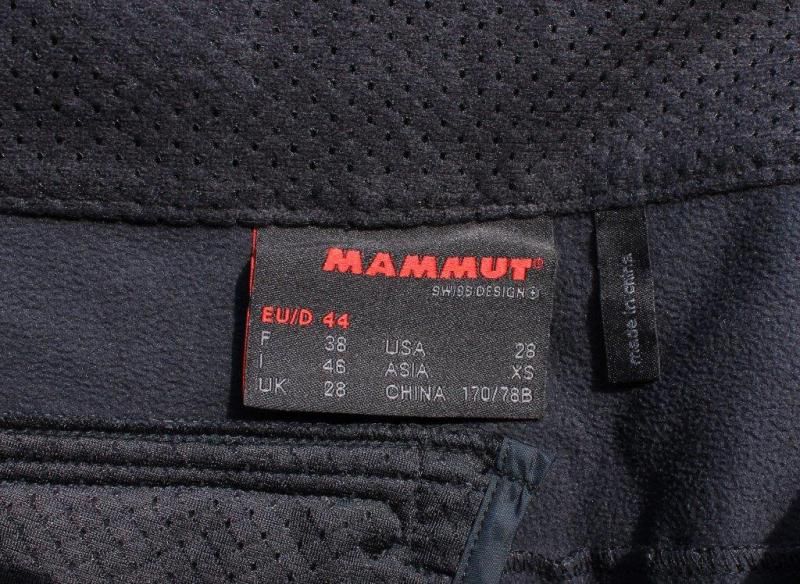 MAMMUT®
SWISS DESIGN +
EU/D 44
F 38 USA 28
I 46 ASIA XS
UK 28 CHINA 170/78B
made in china